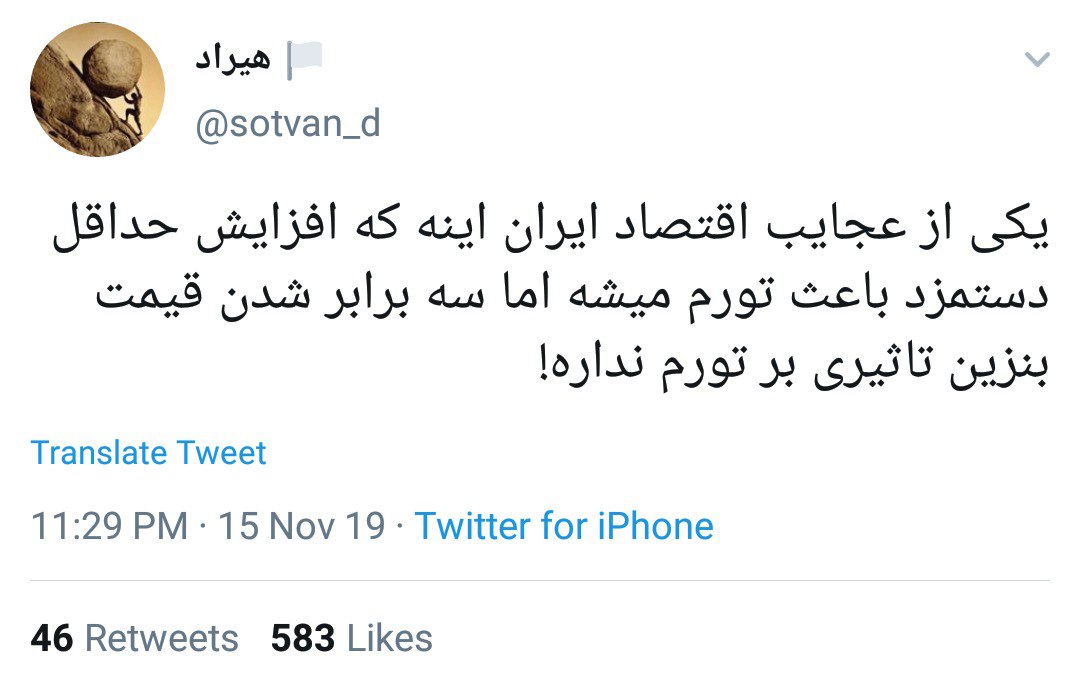 هیراد 🏳
@sotvan_d
یکی از عجایب اقتصاد ایران اینه که افزایش حداقل
دستمزد باعث تورم میشه اما سه برابر شدن قیمت
بنزین تاثیری بر تورم نداره!
Translate Tweet
11:29 PM · 15 Nov 19 · Twitter for iPhone
46 Retweets 583 Likes